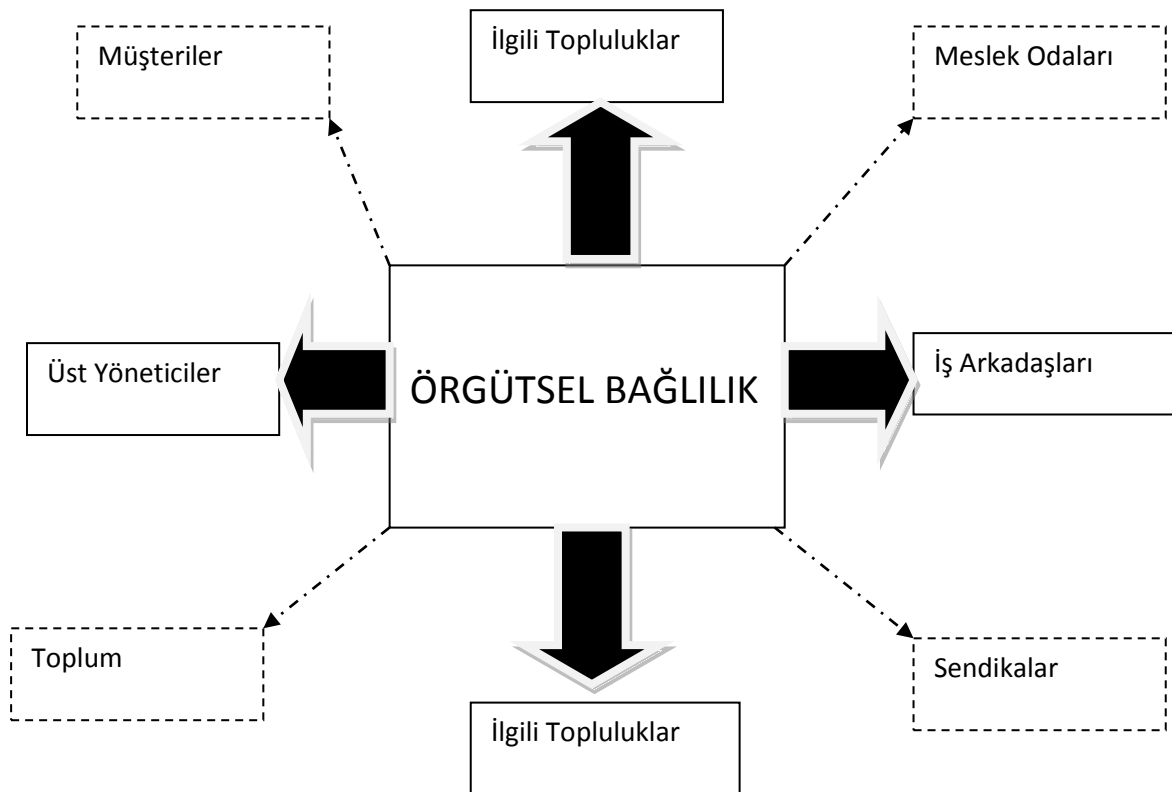 İlgili Topluluklar
Müşteriler
Meslek Odaları
Üst Yöneticiler
ÖRGÜTSEL BAĞLILIK
İş Arkadaşları
Toplum
Sendikalar
İlgili Topluluklar